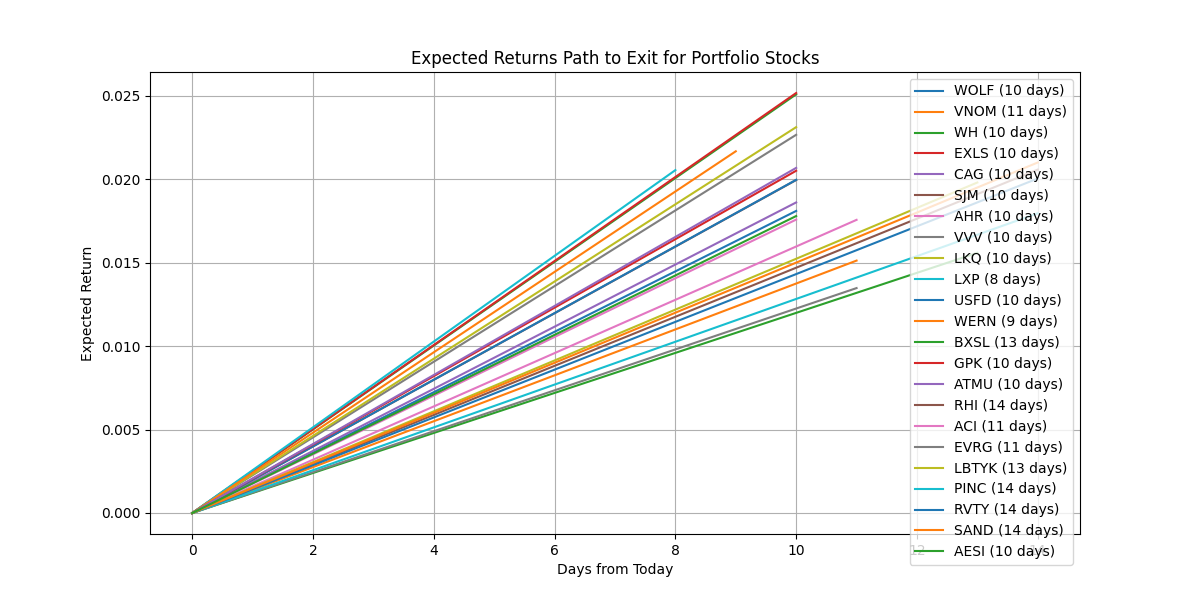 Expected Returns Path to Exit for Portfolio Stocks
Expected Return
0.025
0.020
0.015
0.010
0.005
0.000
0 2 4 6 8 10 12 14
Days from Today
WOLF (10 days)
VNOM (11 days)
WH (10 days)
EXLS (10 days)
CAG (10 days)
SJM (10 days)
AHR (10 days)
VVV (10 days)
LKQ (10 days)
LXP (8 days)
USFD (10 days)
WERN (9 days)
BXSL (13 days)
GPK (10 days)
ATMU (10 days)
RHI (14 days)
ACI (11 days)
EVRG (11 days)
LBTYK (13 days)
PINC (14 days)
RVTY (14 days)
SAND (14 days)
AESI (10 days)